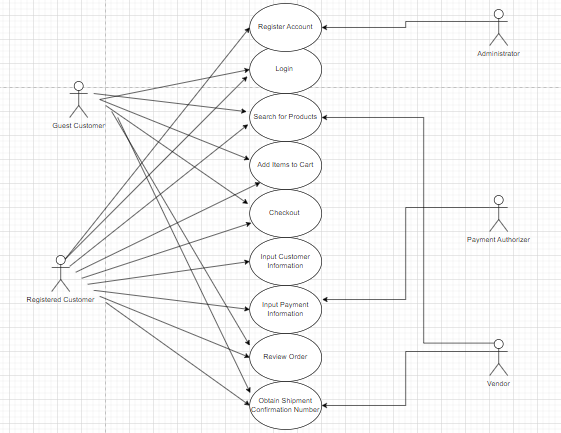 Register Account
Administrator
Login
Guest Customer
Search for Products
Add Items to Cart
Checkout
Payment Authorizer
Input Customer
Information
Registered Customer
Input Payment
Information
Review Order
Vendor
Obtain Shipment
Confirmation Number